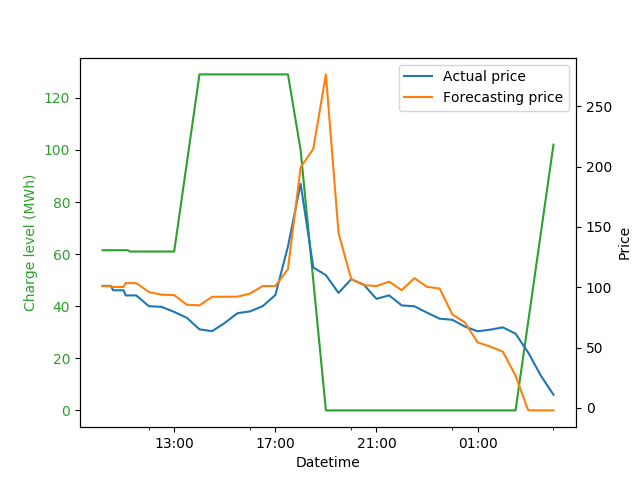 Actual price
Forecasting price
120
100
80
60
40
20
0
Charge level (MWh)
250
200
150
100
50
0
Price
13:00 17:00 21:00 01:00
Datetime